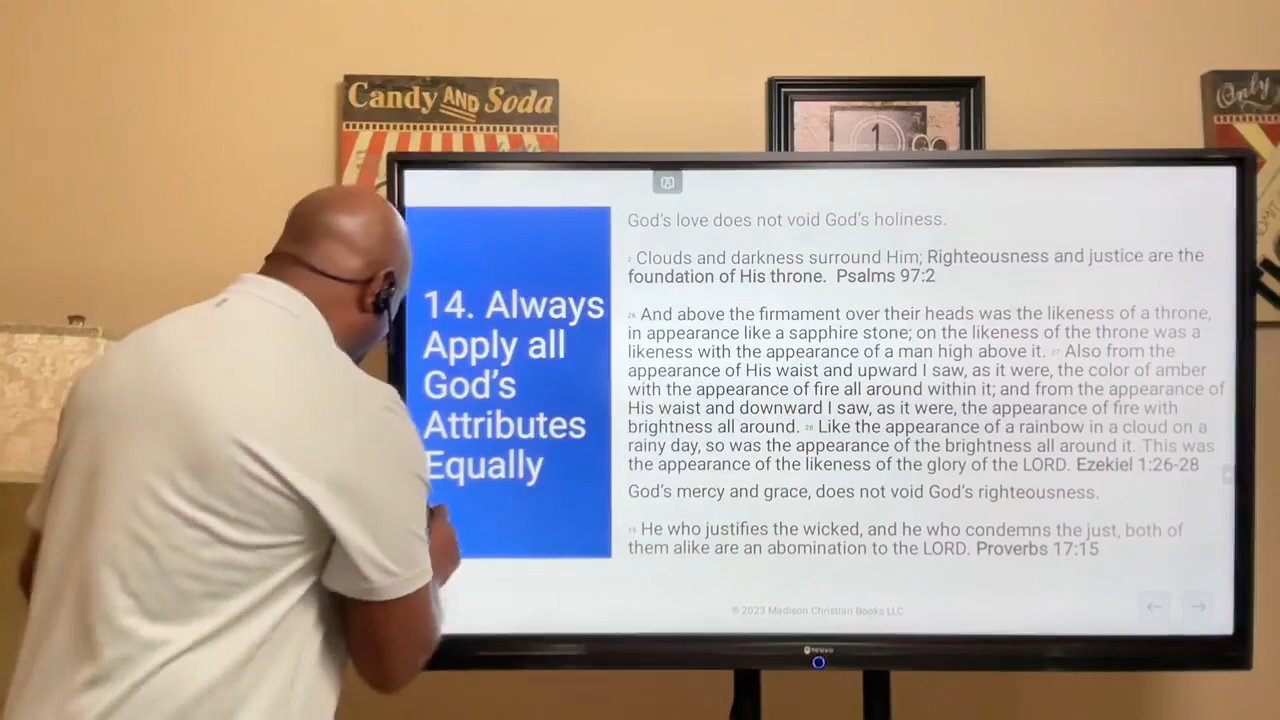 Candy AND Soda
1
Only
14. Always
Apply all
God's
Attributes
Equally
God's love does not void God's holiness.
2 Clouds and darkness surround Him; Righteousness and justice are the
foundation of His throne. Psalms 97:2
26 And above the firmament over their heads was the likeness of a throne,
in appearance like a sapphire stone; on the likeness of the throne was a
likeness with the appearance of a man high above it. 27 Also from the
appearance of His waist and upward I saw, as it were, the color of amber
with the appearance of fire all around within it; and from the appearance of
His waist and downward I saw, as it were, the appearance of fire with
brightness all around. 28 Like the appearance of a rainbow in a cloud on a
rainy day, so was the appearance of the brightness all around it. This was
the appearance of the likeness of the glory of the LORD. Ezekiel 1:26-28
God's mercy and grace, does not void God's righteousness.
15 He who justifies the wicked, and he who condemns the just, both of
them alike are an abomination to the LORD. Proverbs 17:15
© 2023 Madison Christian Books LLC